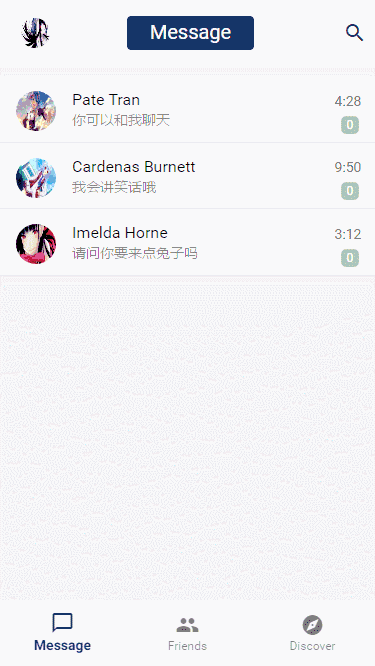 Message
Pate Tran
4:28
你可以和我聊天
0
Cardenas Burnett
9:50
我会讲笑话哦
0
Imelda Horne
3:12
请问你要来点兔子吗
0
Message
Friends
Discover